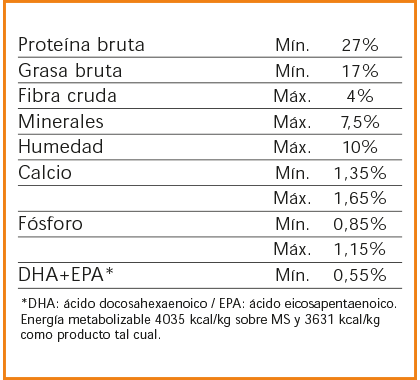 Proteína bruta Mín. 27%
Grasa bruta Mín. 17%
Fibra cruda Máx. 4%
Minerales Máx. 7,5%
Humedad Máx. 10%
Calcio Mín. 1,35%
Máx. 1,65%
Fósforo Mín. 0,85%
Máx. 1,15%
DHA+EPA* Mín. 0,55%
*DHA: ácido docosahexaenoico / EPA: ácido eicosapentaenoico.
Energía metabolizable 4035 kcal/kg sobre MS y 3631 kcal/kg
como producto tal cual.